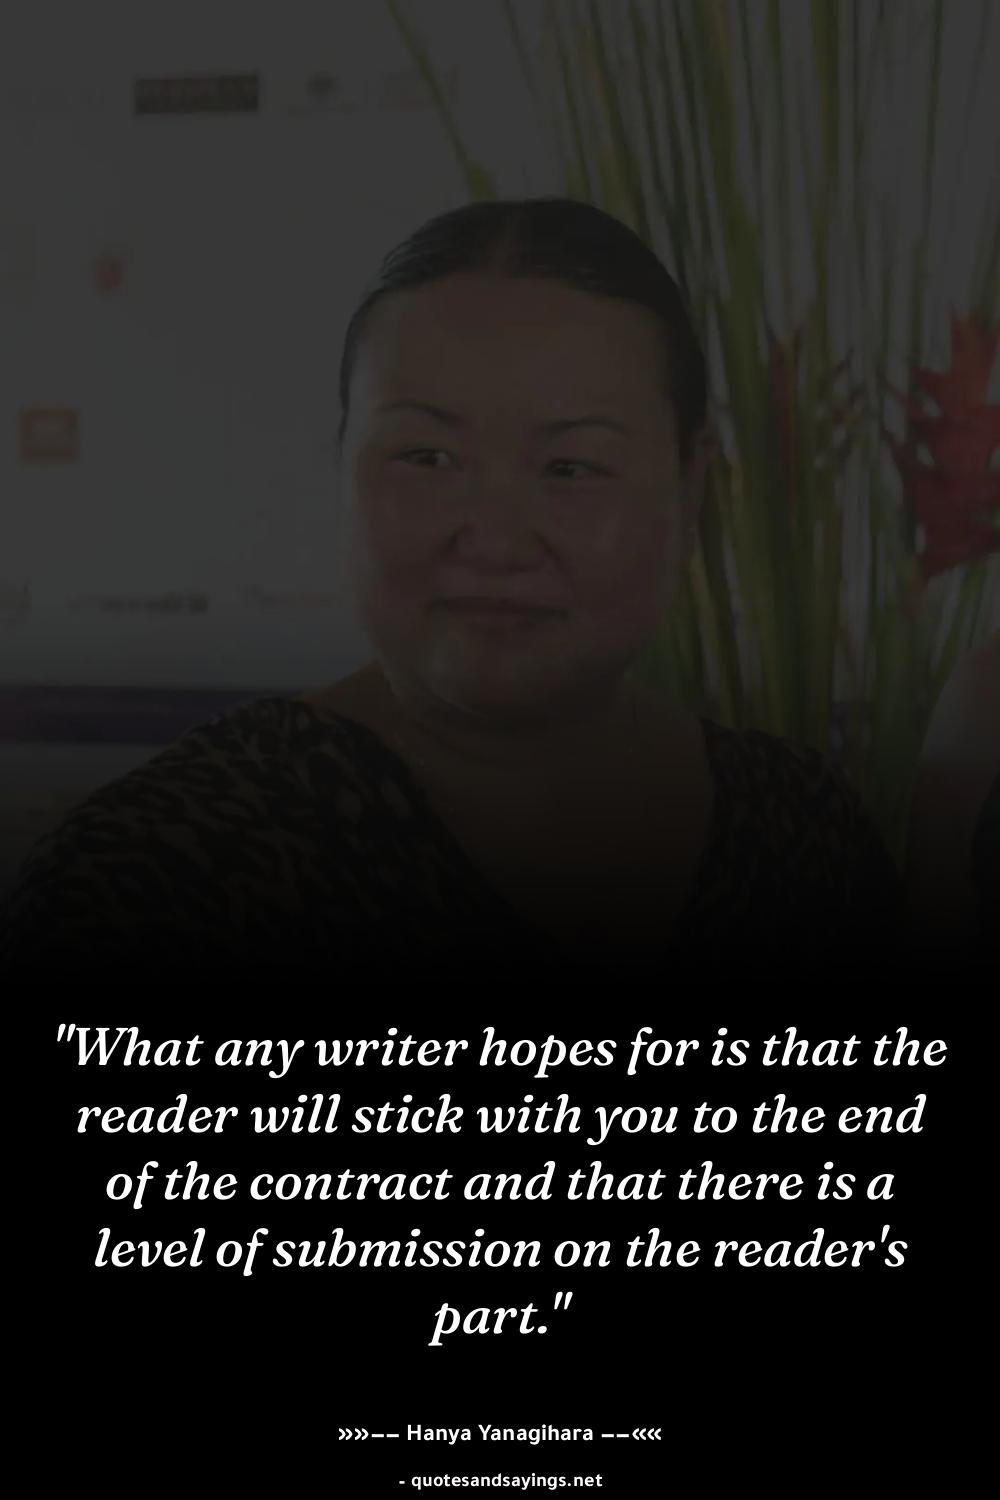 "What any writer hopes for is that the
reader will stick with you to the end
of the contract and that there is a
level of submission on the reader's
part."
»»–– Hanya Yanagihara ––««
- quotesandsayings.net